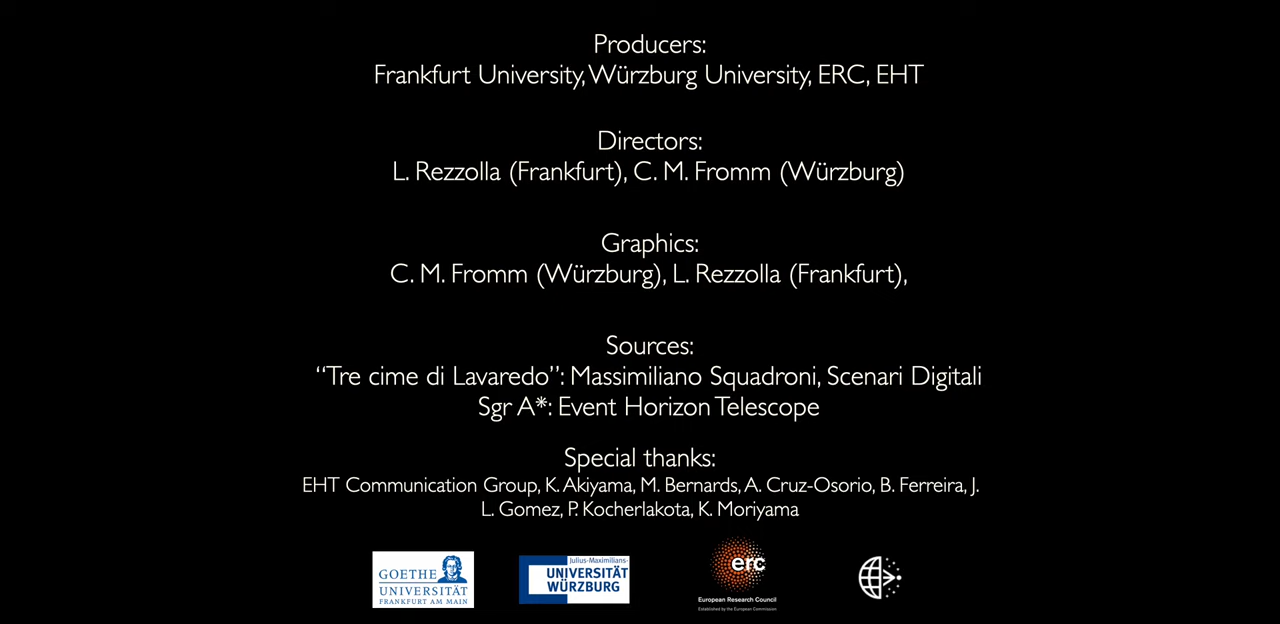 Producers:
Frankfurt University, Würzburg University, ERC, EHT
Directors:
L. Rezzolla (Frankfurt), C. M. Fromm (Würzburg)
Graphics:
C. M. Fromm (Würzburg), L. Rezzolla (Frankfurt),
Sources:
“Tre cime di Lavaredo”: Massimiliano Squadroni, Scenari Digitali
Sgr A*: Event Horizon Telescope
Special thanks:
EHT Communication Group, K. Akiyama, M. Bernards, A. Cruz-Osorio, B. Ferreira, J.
L. Gomez, P. Kocherlakota, K. Moriyama
GOETHE
UNIVERSITÄT
FRANKFURT AM MAIN
Julius-Maximilians-
UNIVERSITÄT
WÜRZBURG
erc
European Research Council
Established by the European Commission